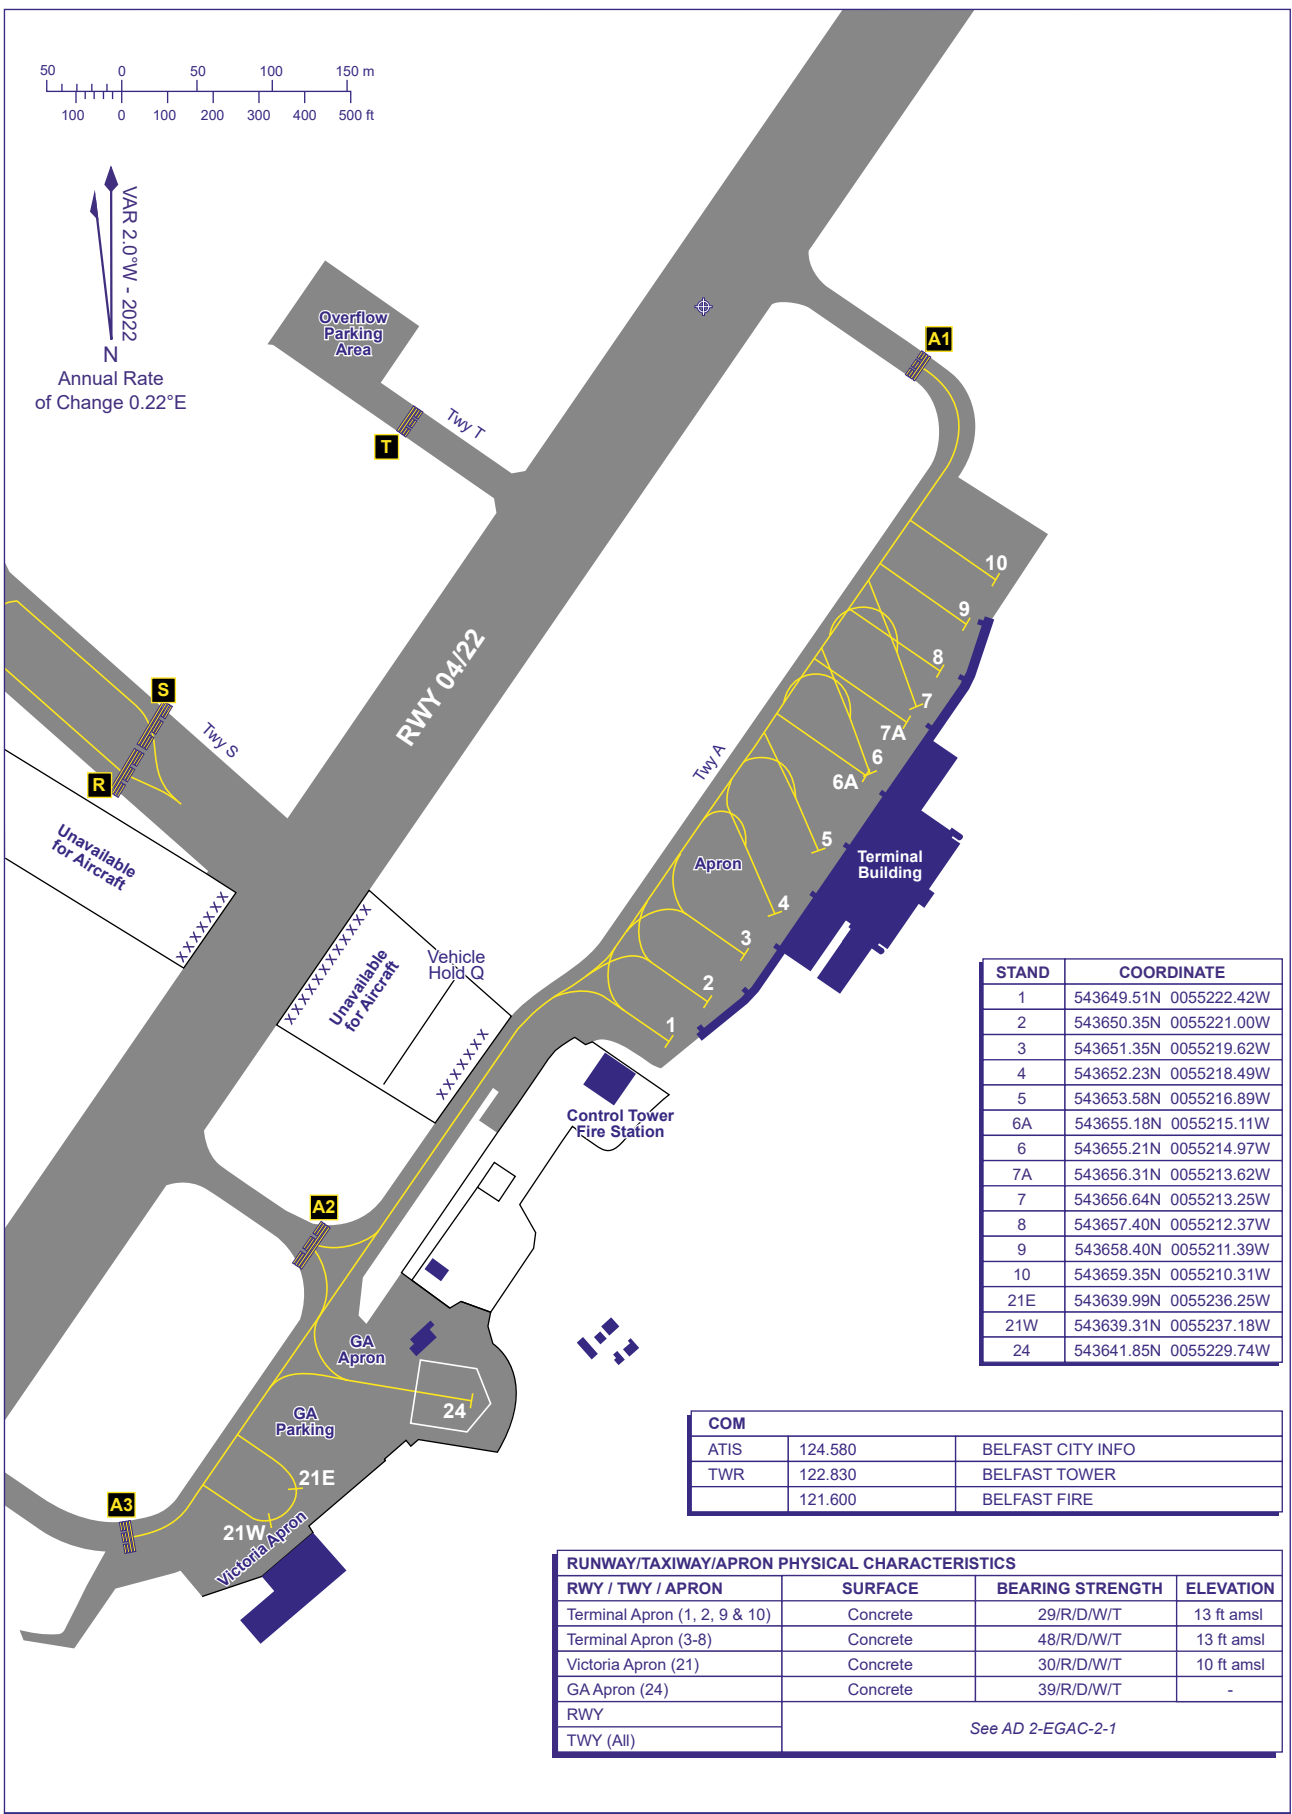 50 0 50 100 150 m
100 0 100 200 300 400 500 ft
VAR 2.0°W - 2022
N
Annual Rate
of Change 0.22°E
Overflow
Parking
Area
A1
T
Twy T
10
9
8
7
7A
6
6A
5
4
3
2
1
RWY 04/22
S
Twy S
R
Twy A
Unavailable
for Aircraft
XXXXXXX
Apron
Terminal
Building
XXXXXXXXXXXX
Unavailable
for Aircraft
Vehicle
Hold Q
XXXXXXX
Control Tower
Fire Station
A2
GA
Apron
24
GA
Parking
21E
21W
A3
Victoria Apron
STAND COORDINATE
1 543649.51N 0055222.42W
2 543650.35N 0055221.00W
3 543651.35N 0055219.62W
4 543652.23N 0055218.49W
5 543653.58N 0055216.89W
6A 543655.18N 0055215.11W
6 543655.21N 0055214.97W
7A 543656.31N 0055213.62W
7 543656.64N 0055213.25W
8 543657.40N 0055212.37W
9 543658.40N 0055211.39W
10 543659.35N 0055210.31W
21E 543639.99N 0055236.25W
21W 543639.31N 0055237.18W
24 543641.85N 0055229.74W
COM
ATIS 124.580 BELFAST CITY INFO
TWR 122.830 BELFAST TOWER
121.600 BELFAST FIRE
RUNWAY/TAXIWAY/APRON PHYSICAL CHARACTERISTICS
RWY / TWY / APRON SURFACE BEARING STRENGTH ELEVATION
Terminal Apron (1, 2, 9 & 10) Concrete 29/R/D/W/T 13 ft amsl
Terminal Apron (3-8) Concrete 48/R/D/W/T 13 ft amsl
Victoria Apron (21) Concrete 30/R/D/W/T 10 ft amsl
GA Apron (24) Concrete 39/R/D/W/T -
RWY
See AD 2-EGAC-2-1
TWY (All)